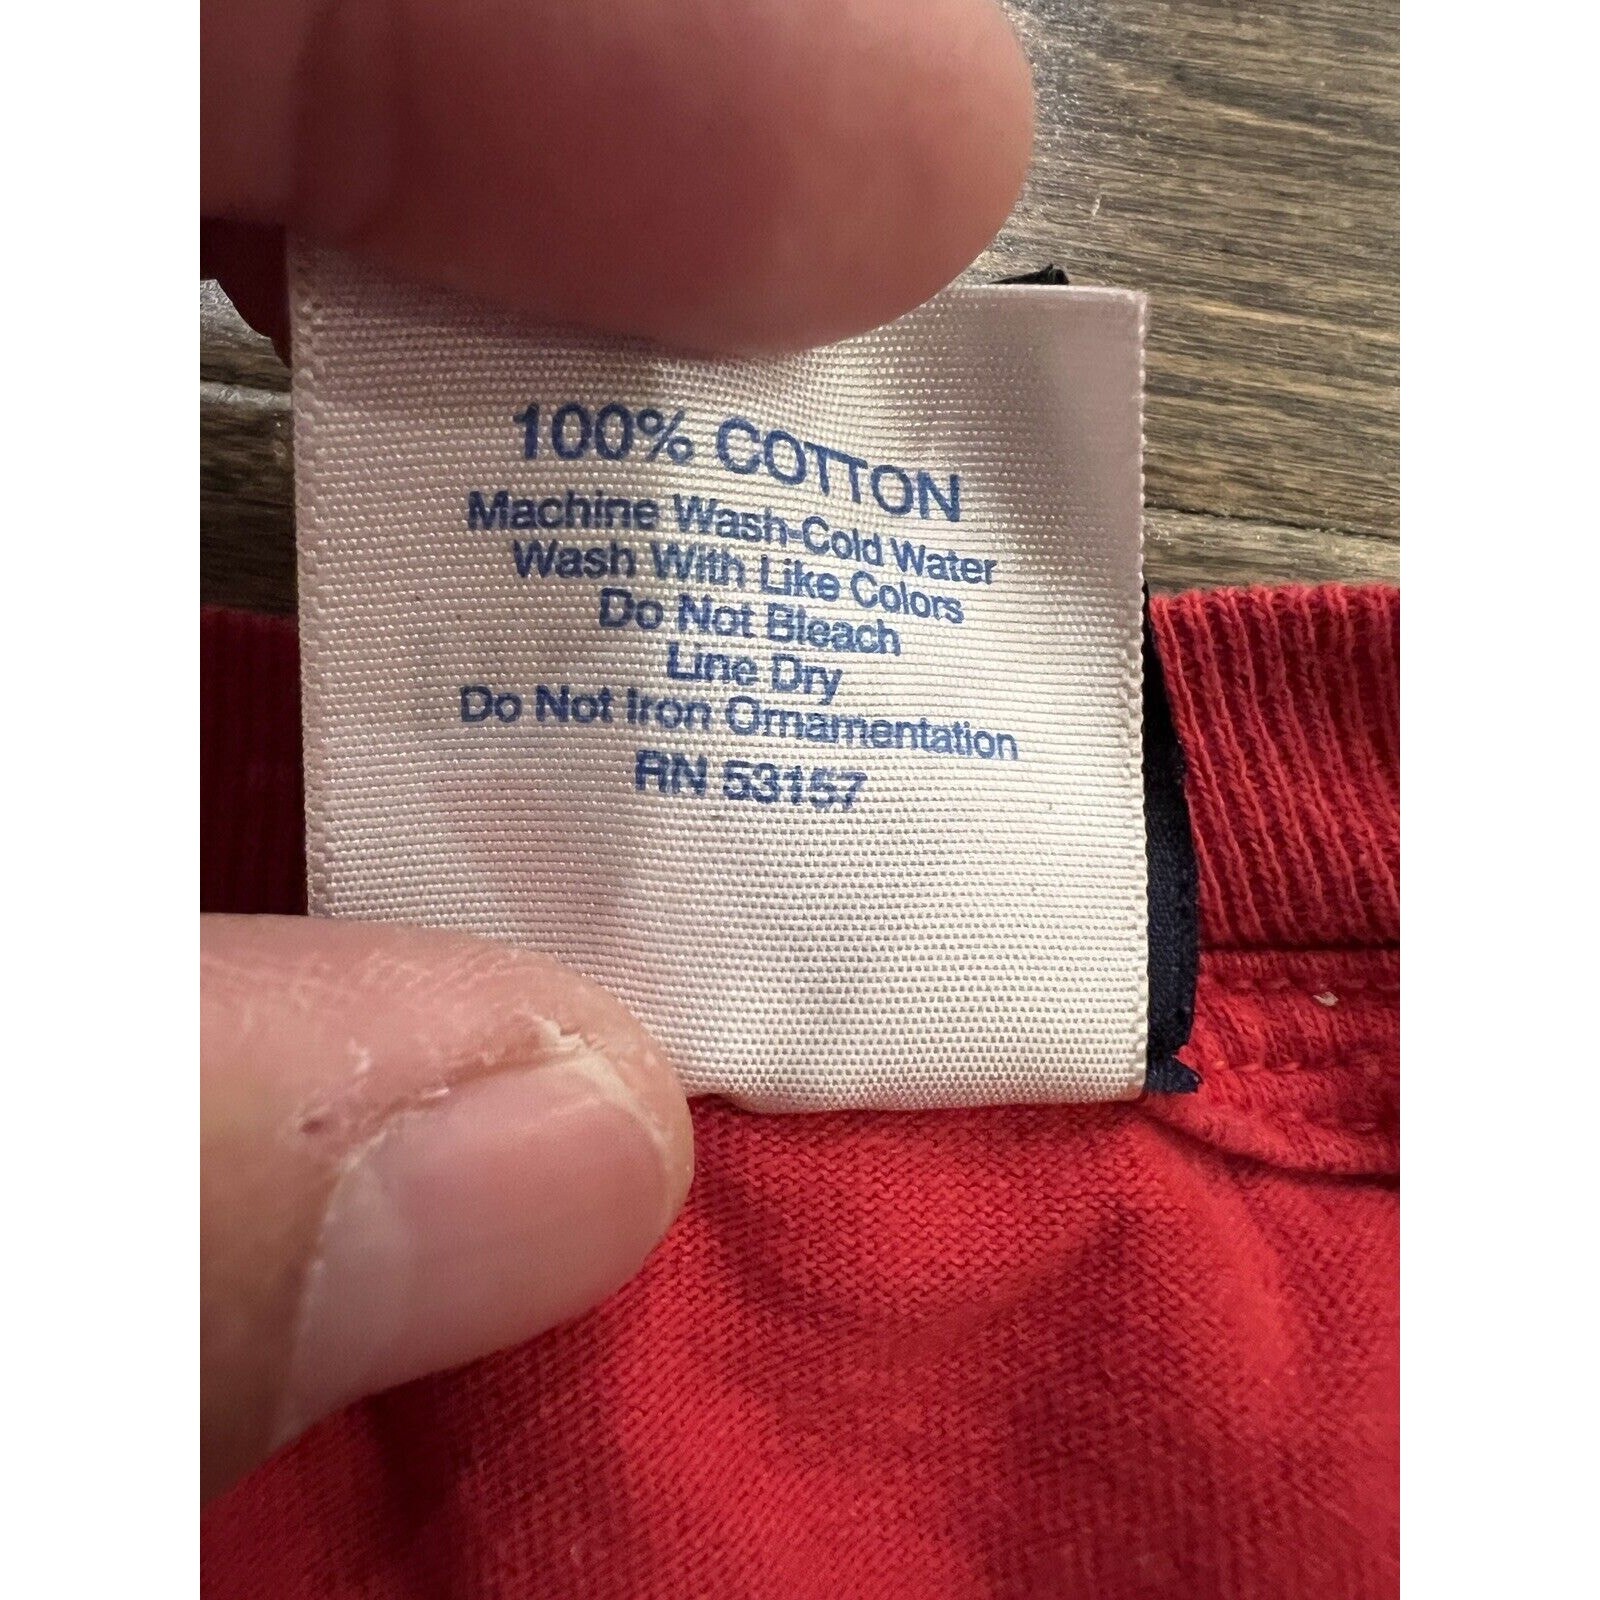 100% COTTON
Machine Wash-Cold Water
Wash With Like Colors
Do Not Bleach
Line Dry
Do Not Iron Ornamentation
RN 53157